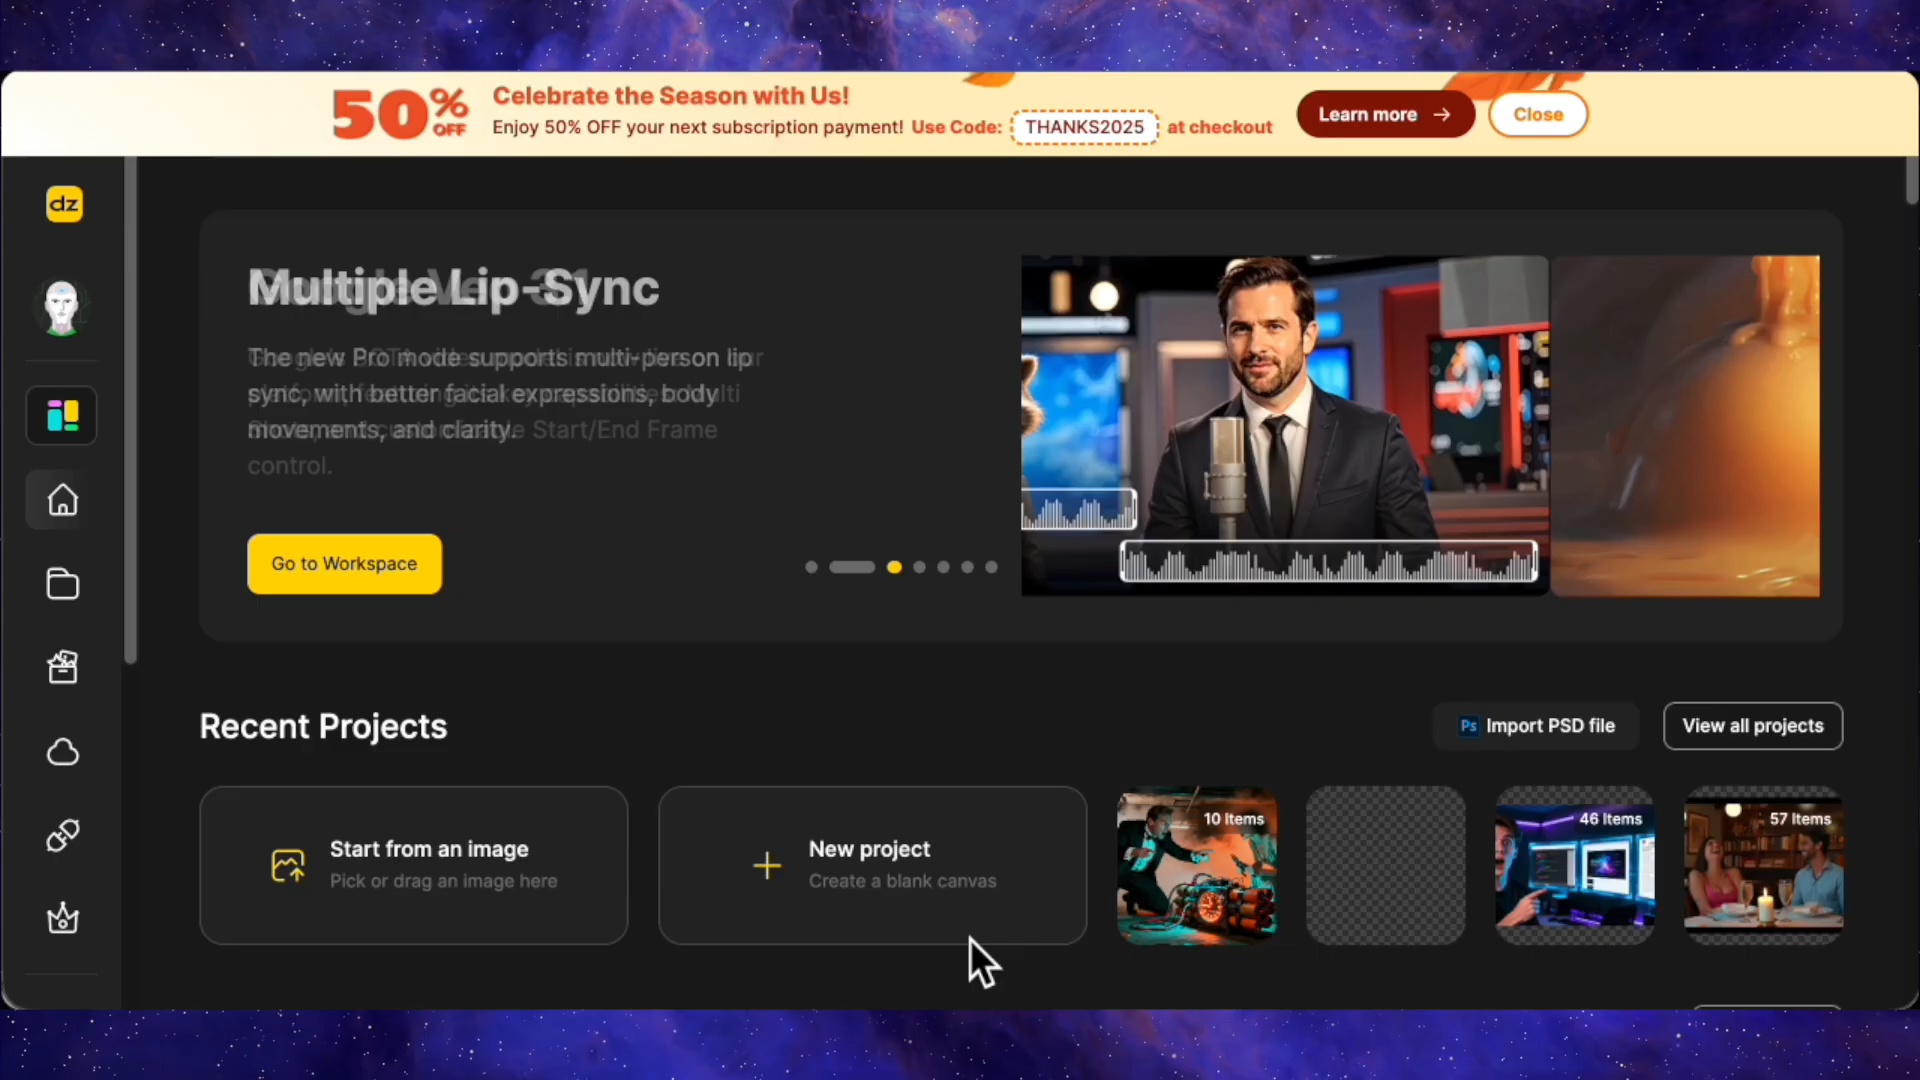 50% OFF
Celebrate the Season with Us!
Enjoy 50% OFF your next subscription payment! Use Code: THANKS2025 at checkout
Learn more →
Close
dz
Multiple Lip-Sync
The new Pro mode supports multi-person lip
sync, with better facial expressions, body
movements, and clarity.
Start/End Frame
control.
Go to Workspace
Recent Projects
Ps Import PSD file
View all projects
Start from an image
Pick or drag an image here
New project
Create a blank canvas
10 Items
46 Items
57 Items